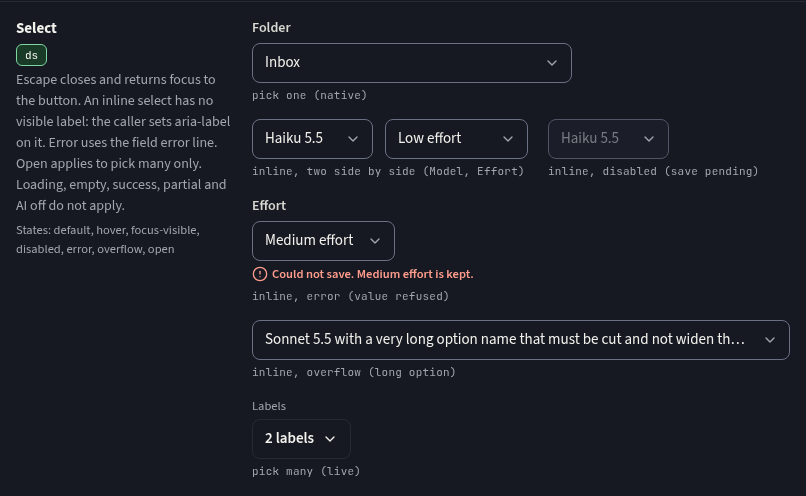 Select
ds
Escape closes and returns focus to
the button. An inline select has no
visible label: the caller sets aria-label
on it. Error uses the field error line.
Open applies to pick many only.
Loading, empty, success, partial and
AI off do not apply.
States: default, hover, focus-visible,
disabled, error, overflow, open
Folder
Inbox
pick one (native)
Haiku 5.5
Low effort
Haiku 5.5
inline, two side by side (Model, Effort)
inline, disabled (save pending)
Effort
Medium effort
Could not save. Medium effort is kept.
inline, error (value refused)
Sonnet 5.5 with a very long option name that must be cut and not widen th…
inline, overflow (long option)
Labels
2 labels
pick many (live)